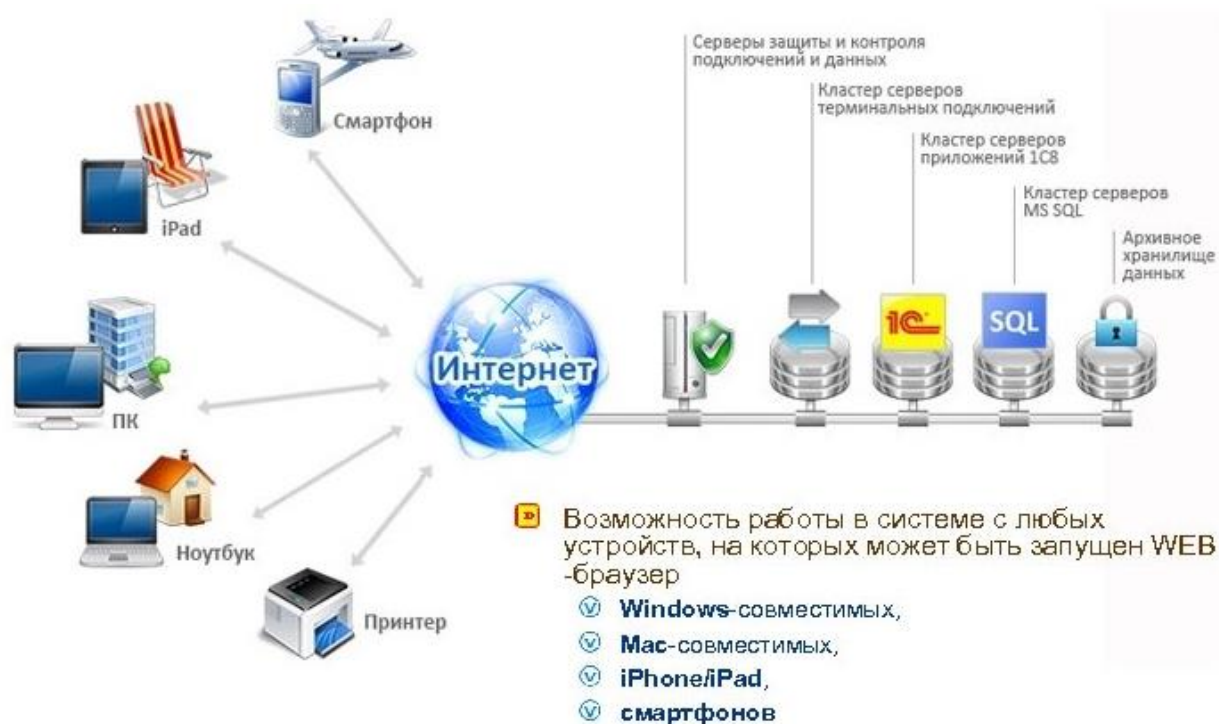 Смартфон
iPad
ПК
Ноутбук
Принтер
Интернет
Серверы защиты и контроля
подключений и данных
Кластер серверов
терминальных подключений
Кластер серверов
приложений 1С8
Кластер серверов
MS SQL
Архивное
хранилище
данных
1С
SQL
Возможность работы в системе с любых
устройств, на которых может быть запущен WEB
-браузер
Windows-совместимых,
Mac-совместимых,
iPhone/iPad,
смартфонов